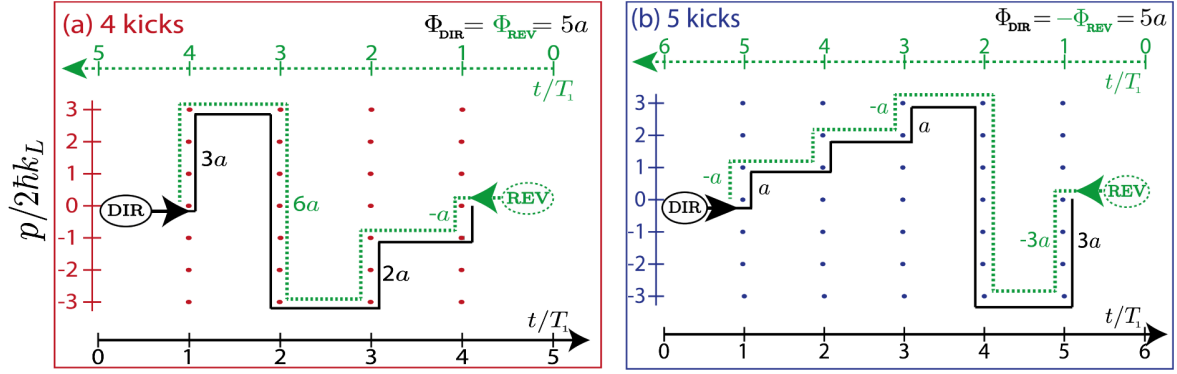 (a) 4 kicks
Φ_DIR = Φ_REV = 5a
5 4 3 2 1 0
t/T₁
p/2ħk_L
3
2
1
0
-1
-2
-3
3a
6a
-a
2a
DIR
REV
t/T₁
0 1 2 3 4 5
(b) 5 kicks
Φ_DIR = -Φ_REV = 5a
6 5 4 3 2 1 0
t/T₁
3
2
1
0
-1
-2
-3
-a
a
-a
a
-3a
3a
DIR
REV
t/T₁
0 1 2 3 4 5 6